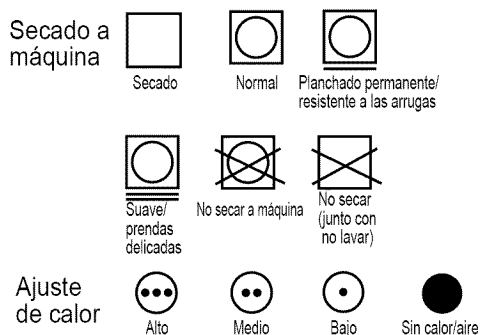 Secado a
máquina
Secado
Normal
Planchado permanente/
resistente a las arrugas
Suave/
prendas
delicadas
No secar a máquina
No secar
(junto con
no lavar)
Ajuste
de calor
Alto
Medio
Bajo
Sin calor/aire